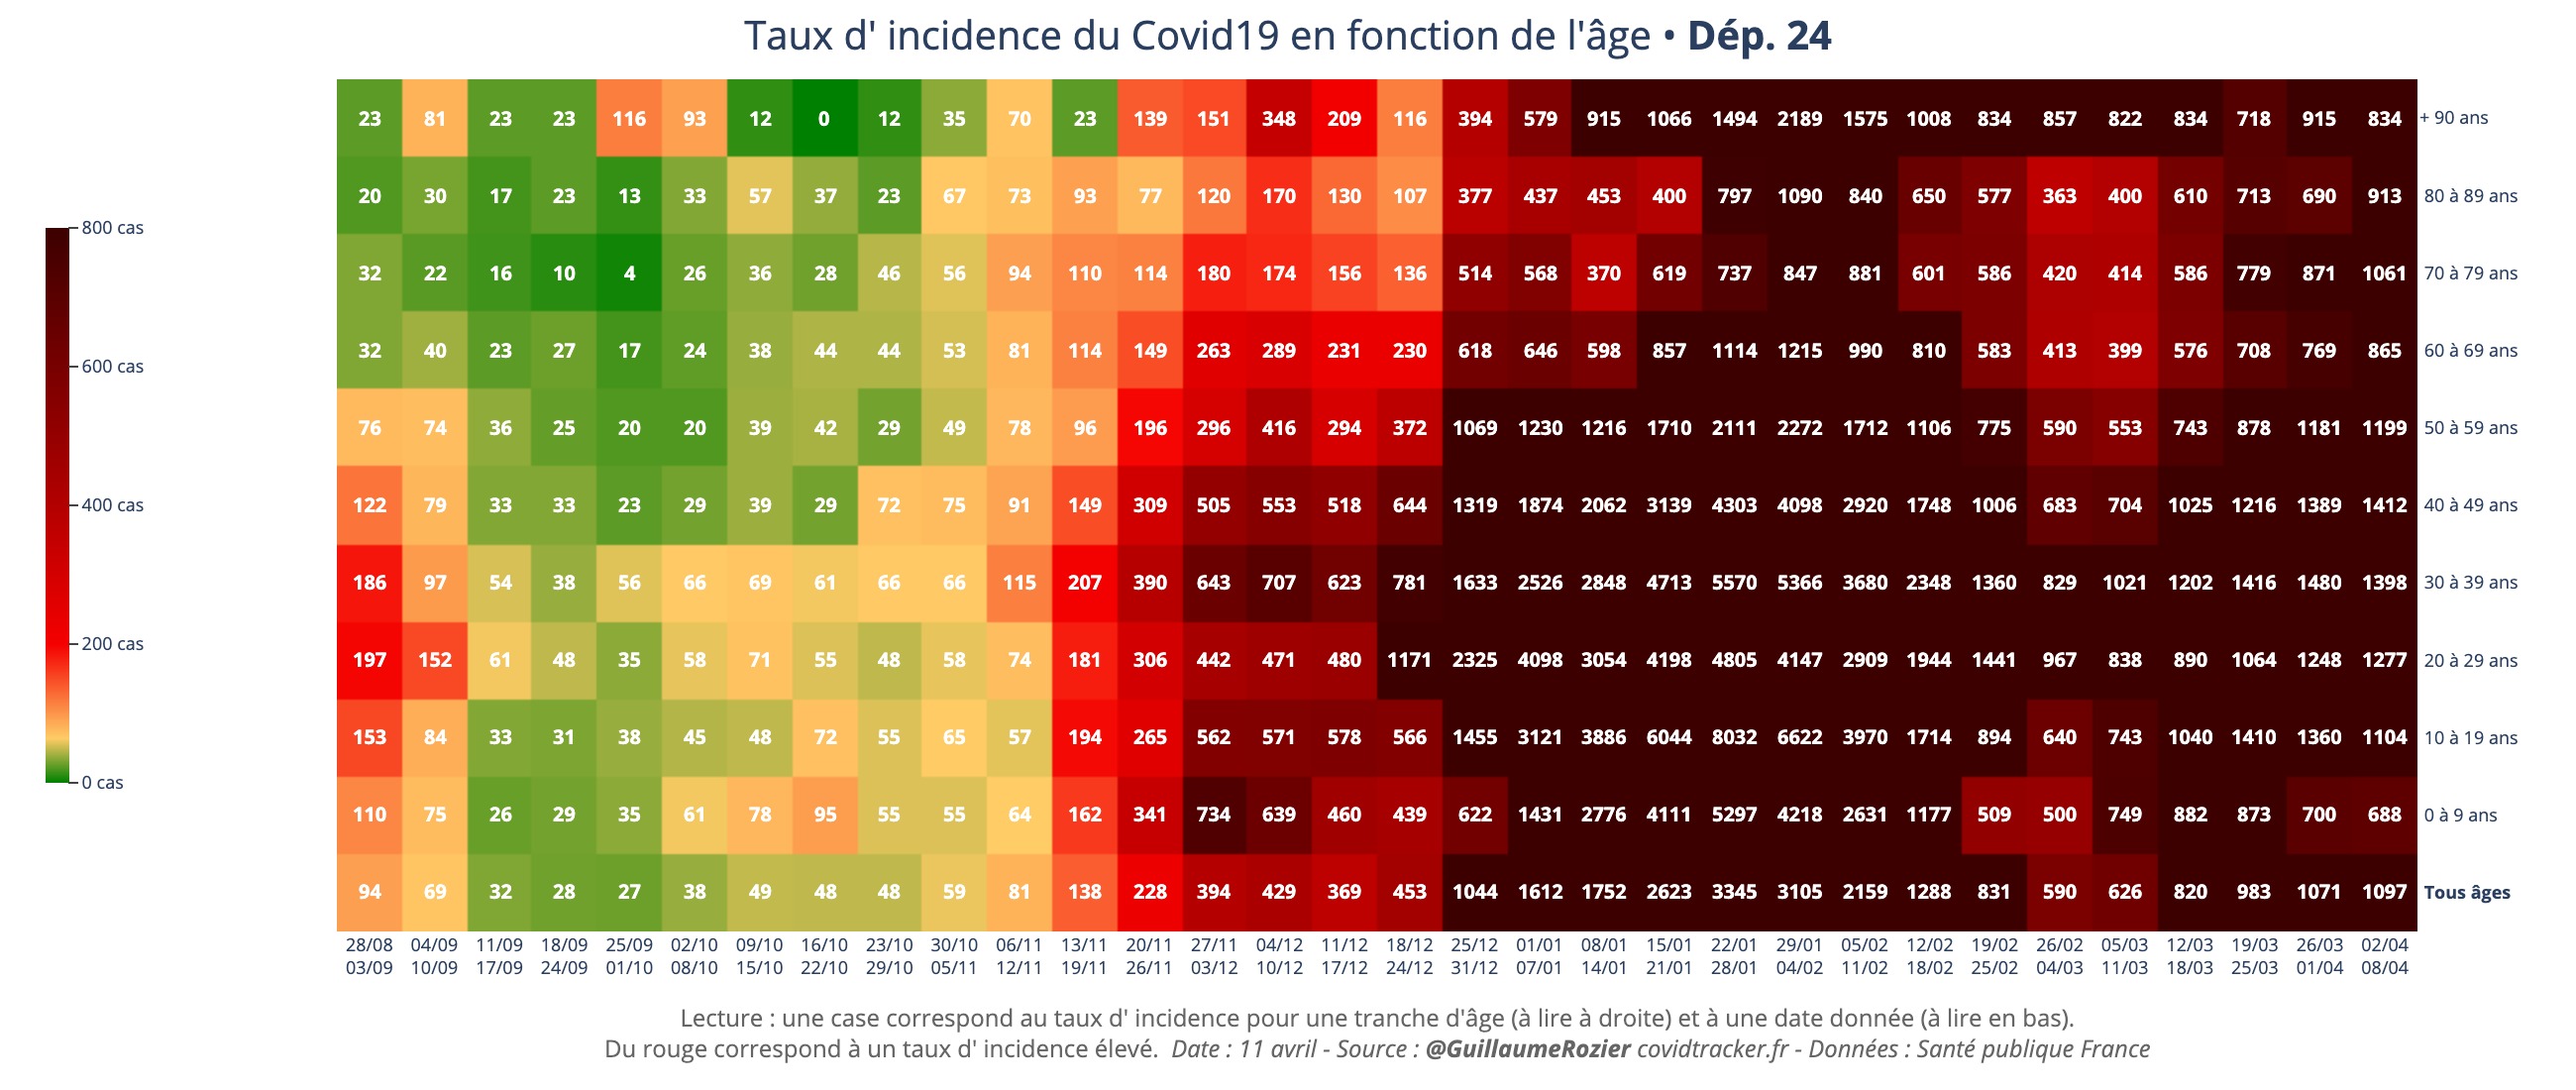 Taux d' incidence du Covid19 en fonction de l'âge • Dép. 24
800 cas
600 cas
400 cas
200 cas
0 cas
23 81 23 23 116 93 12 0 12 35 70 23 139 151 348 209 116 394 579 915 1066 1494 2189 1575 1008 834 857 822 834 718 915 834 + 90 ans
20 30 17 23 13 33 57 37 23 67 73 93 77 120 170 130 107 377 437 453 400 797 1090 840 650 577 363 400 610 713 690 913 80 à 89 ans
32 22 16 10 4 26 36 28 46 56 94 110 114 180 174 156 136 514 568 370 619 737 847 881 601 586 420 414 586 779 871 1061 70 à 79 ans
32 40 23 27 17 24 38 44 44 53 81 114 149 263 289 231 230 618 646 598 857 1114 1215 990 810 583 413 399 576 708 769 865 60 à 69 ans
76 74 36 25 20 20 39 42 29 49 78 96 196 296 416 294 372 1069 1230 1216 1710 2111 2272 1712 1106 775 590 553 743 878 1181 1199 50 à 59 ans
122 79 33 33 23 29 39 29 72 75 91 149 309 505 553 518 644 1319 1874 2062 3139 4303 4098 2920 1748 1006 683 704 1025 1216 1389 1412 40 à 49 ans
186 97 54 38 56 66 69 61 66 66 115 207 390 643 707 623 781 1633 2526 2848 4713 5570 5366 3680 2348 1360 829 1021 1202 1416 1480 1398 30 à 39 ans
197 152 61 48 35 58 71 55 48 58 74 181 306 442 471 480 1171 2325 4098 3054 4198 4805 4147 2909 1944 1441 967 838 890 1064 1248 1277 20 à 29 ans
153 84 33 31 38 45 48 72 55 65 57 194 265 562 571 578 566 1455 3121 3886 6044 8032 6622 3970 1714 894 640 743 1040 1410 1360 1104 10 à 19 ans
110 75 26 29 35 61 78 95 55 55 64 162 341 734 639 460 439 622 1431 2776 4111 5297 4218 2631 1177 509 500 749 882 873 700 688 0 à 9 ans
94 69 32 28 27 38 49 48 48 59 81 138 228 394 429 369 453 1044 1612 1752 2623 3345 3105 2159 1288 831 590 626 820 983 1071 1097 Tous âges
28/08 04/09 11/09 18/09 25/09 02/10 09/10 16/10 23/10 30/10 06/11 13/11 20/11 27/11 04/12 11/12 18/12 25/12 01/01 08/01 15/01 22/01 29/01 05/02 12/02 19/02 26/02 05/03 12/03 19/03 26/03 02/04
03/09 10/09 17/09 24/09 01/10 08/10 15/10 22/10 29/10 05/11 12/11 19/11 26/11 03/12 10/12 17/12 24/12 31/12 07/01 14/01 21/01 28/01 04/02 11/02 18/02 25/02 04/03 11/03 18/03 25/03 01/04 08/04
Lecture : une case correspond au taux d' incidence pour une tranche d'âge (à lire à droite) et à une date donnée (à lire en bas).
Du rouge correspond à un taux d' incidence élevé. Date : 11 avril - Source : @GuillaumeRozier covidtracker.fr - Données : Santé publique France